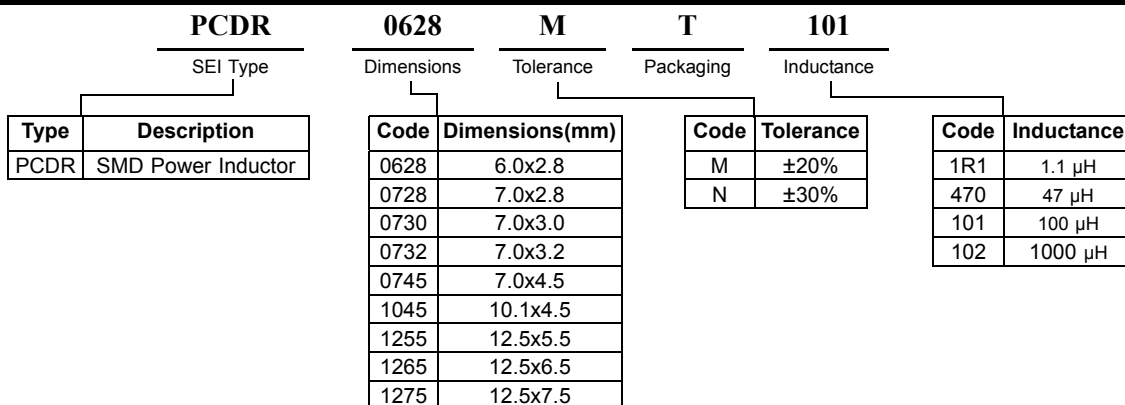 PCDR 0628 M T 101
SEI Type Dimensions Tolerance Packaging Inductance
Type Description Code Dimensions(mm) Code Tolerance Code Inductance
PCDR SMD Power Inductor 0628 6.0x2.8 M ±20% 1R1 1.1 µH
0728 7.0x2.8 N ±30% 470 47 µH
0730 7.0x3.0 101 100 µH
0732 7.0x3.2 102 1000 µH
0745 7.0x4.5
1045 10.1x4.5
1255 12.5x5.5
1265 12.5x6.5
1275 12.5x7.5